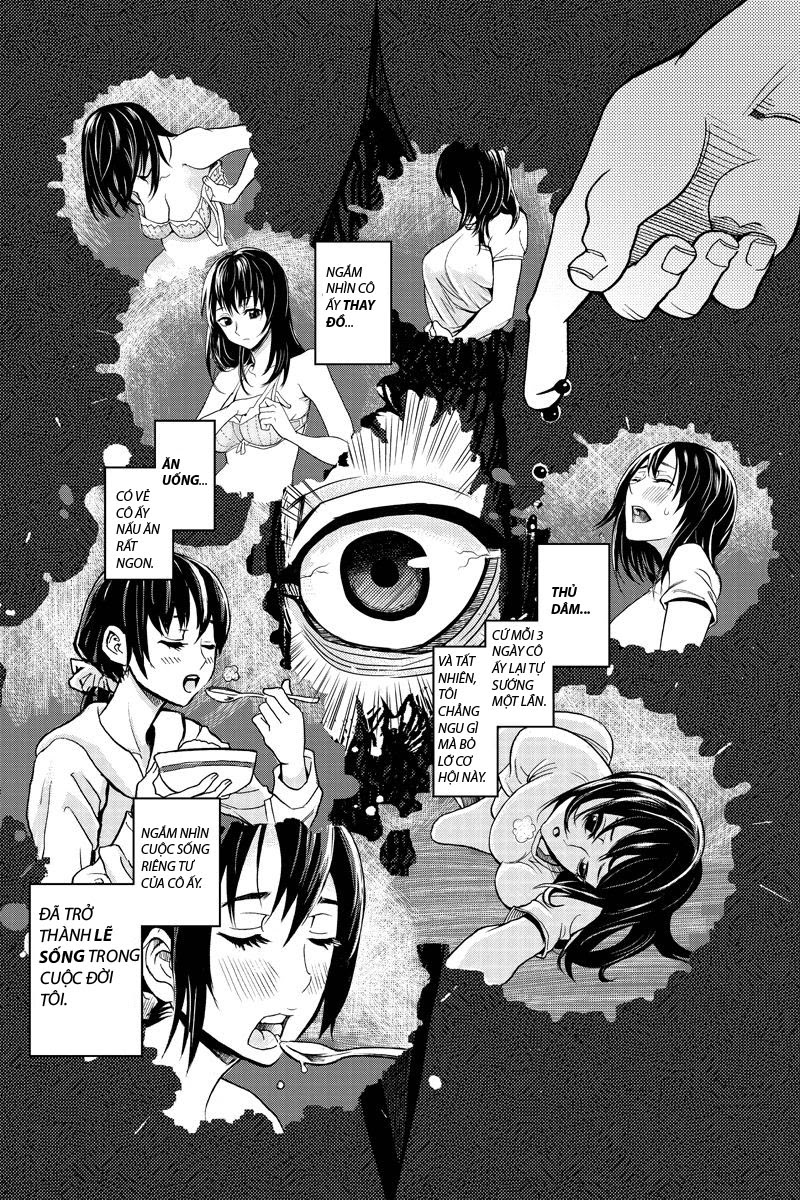 NGẮM
NHÌN CÔ
ẤY THAY
ĐỒ...
ĂN
UỐNG...
CÓ VẺ
CÔ ẤY
NẤU ĂN
RẤT
NGON.
THỦ
DÂM...
CỨ MỖI 3
NGÀY CÔ
ẤY LẠI TỰ
SƯỚNG
MỘT LẦN.
VÀ TẤT
NHIÊN, TÔI
CHẲNG
NGU GÌ
MÀ BỎ
LỠ CƠ
HỘI NÀY.
NGẮM NHÌN
CUỘC SỐNG
RIÊNG TƯ
CỦA CÔ ẤY.
ĐÃ TRỞ
THÀNH LẼ
SỐNG TRONG
CUỘC ĐỜI
TÔI.